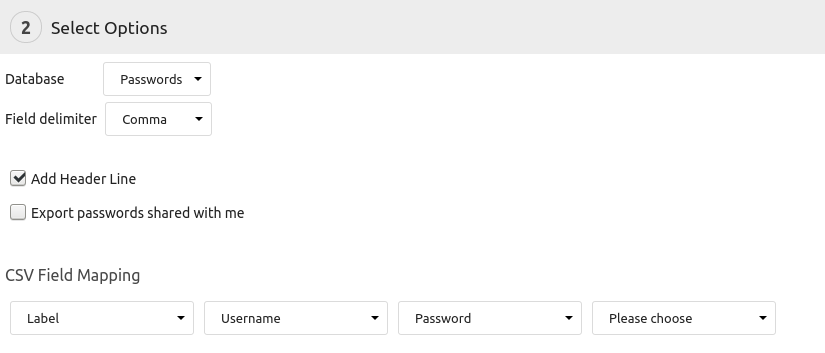 2 Select Options
Database Passwords
Field delimiter Comma
Add Header Line
Export passwords shared with me
CSV Field Mapping
Label Username Password Please choose